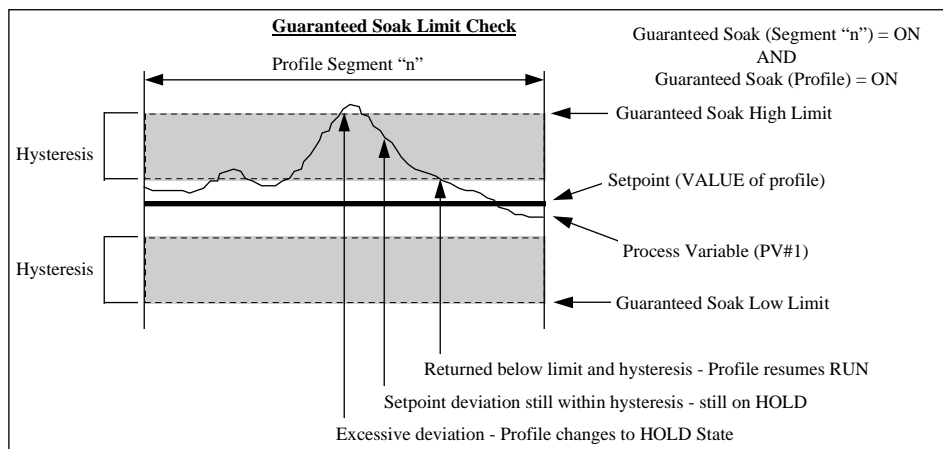 Guaranteed Soak Limit Check
Guaranteed Soak (Segment “n”) = ON
AND
Guaranteed Soak (Profile) = ON
Profile Segment “n”
Guaranteed Soak High Limit
Hysteresis
Setpoint (VALUE of profile)
Process Variable (PV#1)
Hysteresis
Guaranteed Soak Low Limit
Returned below limit and hysteresis - Profile resumes RUN
Setpoint deviation still within hysteresis - still on HOLD
Excessive deviation - Profile changes to HOLD State